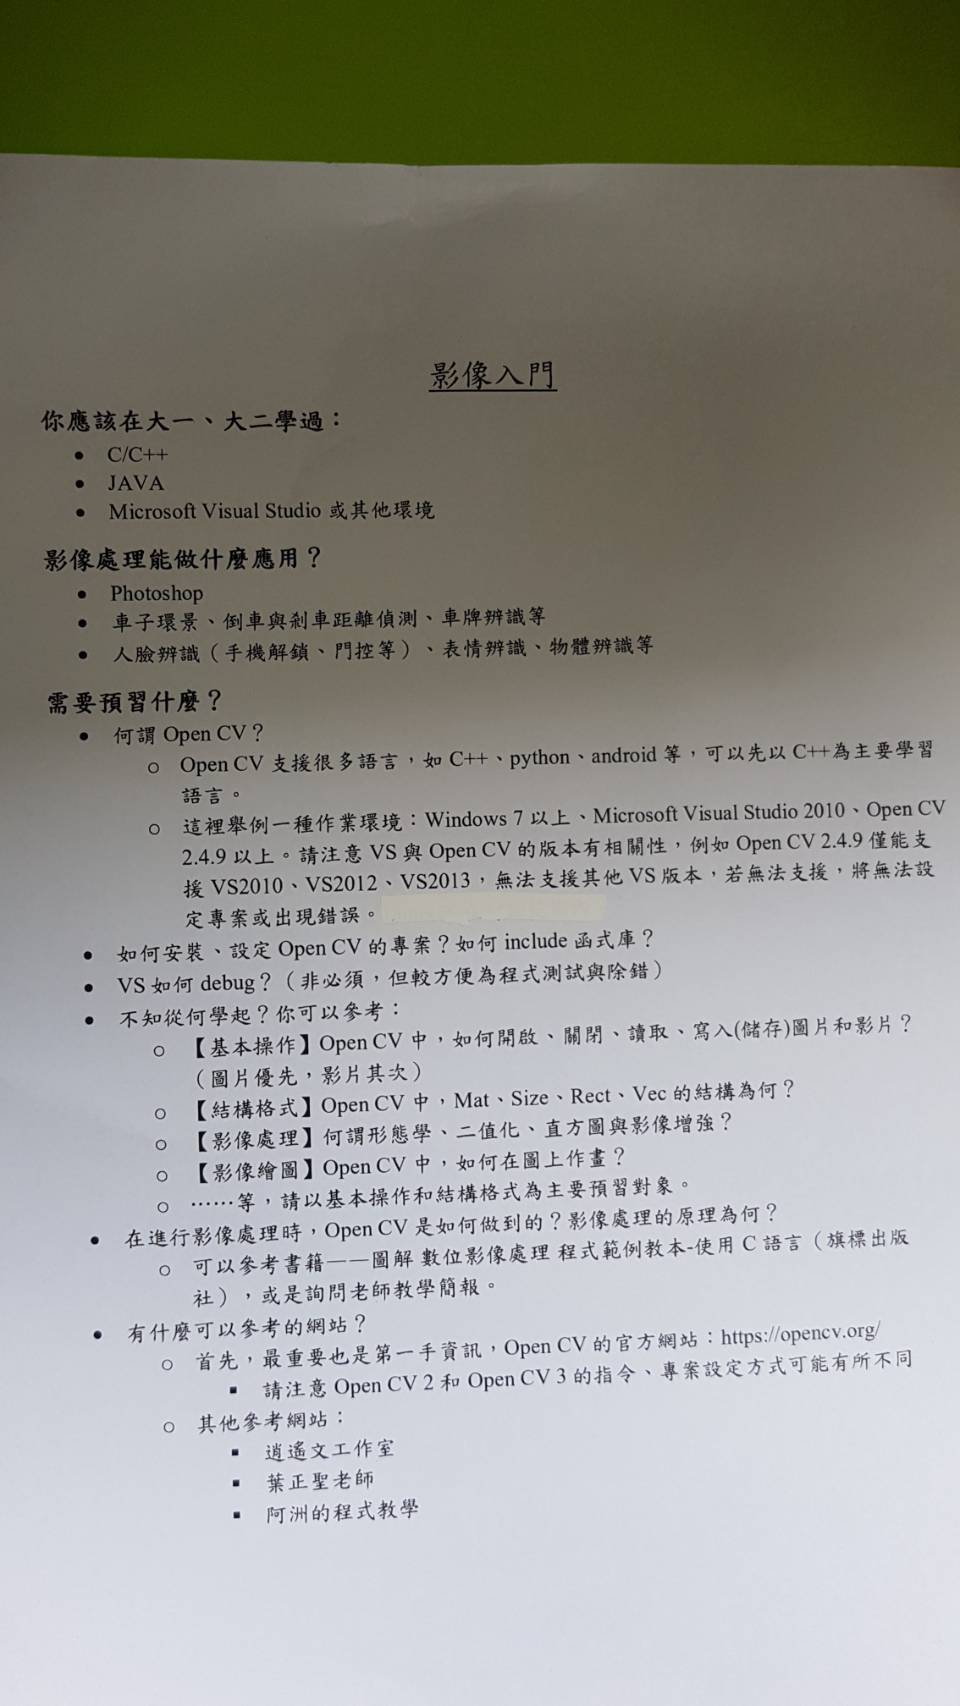 影像入門
你應該在大一、大二學過：
• C/C++
• JAVA
• Microsoft Visual Studio 或其他環境
影像處理能做什麼應用？
• Photoshop
• 車子環景、倒車與剎車距離偵測、車牌辨識等
• 人臉辨識（手機解鎖、門控等）、表情辨識、物體辨識等
需要預習什麼？
• 何謂 Open CV？
o Open CV 支援很多語言，如 C++、python、android 等，可以先以 C++為主要學習
語言。
o 這裡舉例一種作業環境：Windows 7 以上、Microsoft Visual Studio 2010、Open CV
2.4.9 以上。請注意 VS 與 Open CV 的版本有相關性，例如 Open CV 2.4.9 僅能支
援 VS2010、VS2012、VS2013，無法支援其他 VS 版本，若無法支援，將無法設
定專案或出現錯誤。
• 如何安裝、設定 Open CV 的專案？如何 include 函式庫？
• VS 如何 debug？（非必須，但較方便為程式測試與除錯）
• 不知從何學起？你可以參考：
o 【基本操作】Open CV 中，如何開啟、關閉、讀取、寫入(儲存)圖片和影片？
（圖片優先，影片其次）
o 【結構格式】Open CV 中，Mat、Size、Rect、Vec 的結構為何？
o 【影像處理】何謂形態學、二值化、直方圖與影像增強？
o 【影像繪圖】Open CV 中，如何在圖上作畫？
o ⋯⋯等，請以基本操作和結構格式為主要預習對象。
• 在進行影像處理時，Open CV 是如何做到的？影像處理的原理為何？
o 可以參考書籍——圖解 數位影像處理 程式範例教本-使用 C 語言（旗標出版
社），或是詢問老師教學簡報。
• 有什麼可以參考的網站？
o 首先，最重要也是第一手資訊，Open CV 的官方網站：https://opencv.org/
▪ 請注意 Open CV 2 和 Open CV 3 的指令、專案設定方式可能有所不同
o 其他參考網站：
▪ 逍遙文工作室
▪ 葉正聖老師
▪ 阿洲的程式教學